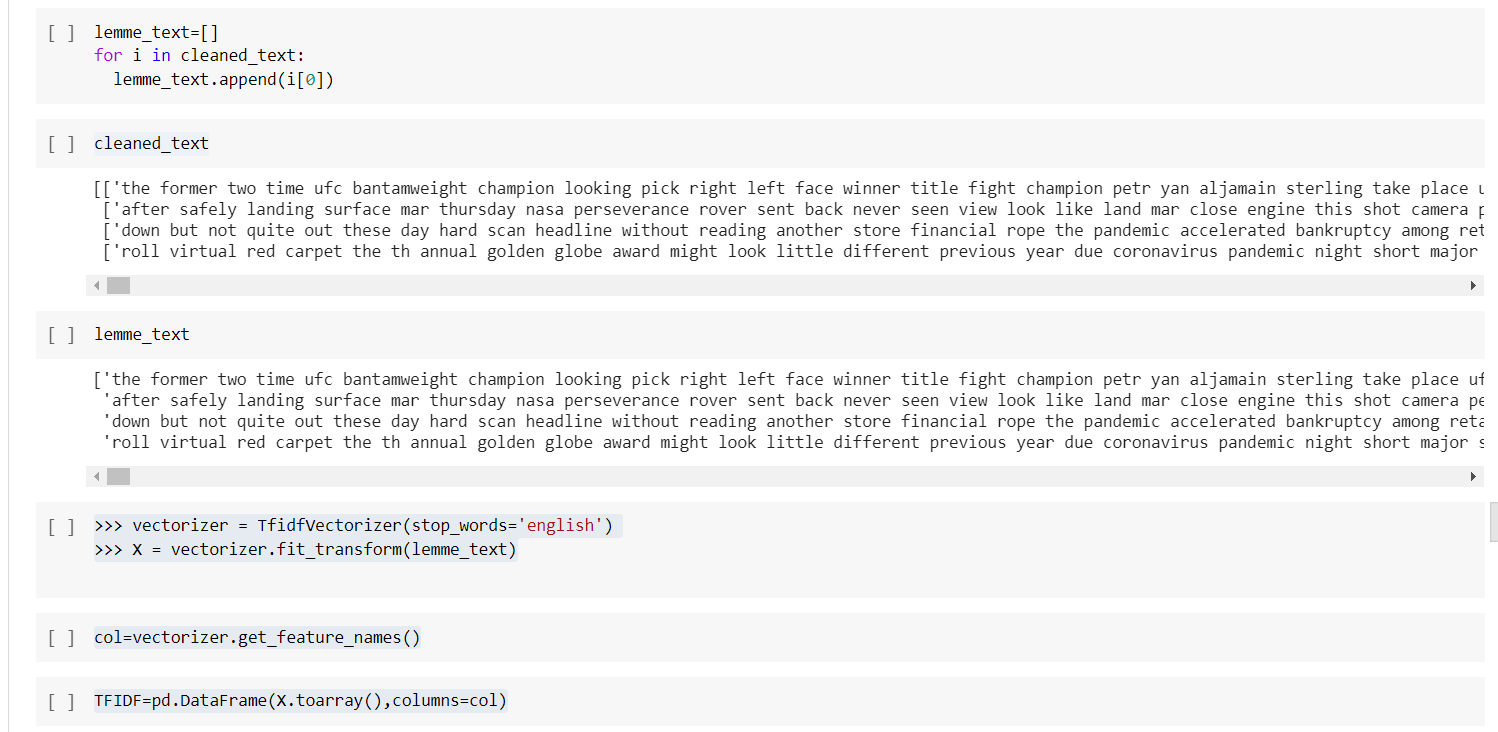 [ ] lemme_text=[]
for i in cleaned_text:
lemme_text.append(i[0])
[ ] cleaned_text
[['the former two time ufc bantamweight champion looking pick right left face winner title fight champion petr yan aljamain sterling take place u
['after safely landing surface mar thursday nasa perseverance rover sent back never seen view look like land mar close engine this shot camera p
['down but not quite out these day hard scan headline without reading another store financial rope the pandemic accelerated bankruptcy among ret
['roll virtual red carpet the th annual golden globe award might look little different previous year due coronavirus pandemic night short major
[ ] lemme_text
['the former two time ufc bantamweight champion looking pick right left face winner title fight champion petr yan aljamain sterling take place uf
'after safely landing surface mar thursday nasa perseverance rover sent back never seen view look like land mar close engine this shot camera pe
'down but not quite out these day hard scan headline without reading another store financial rope the pandemic accelerated bankruptcy among reta
'roll virtual red carpet the th annual golden globe award might look little different previous year due coronavirus pandemic night short major s
[ ] >>> vectorizer = TfidfVectorizer(stop_words='english')
>>> X = vectorizer.fit_transform(lemme_text)
[ ] col=vectorizer.get_feature_names()
[ ] TFIDF=pd.DataFrame(X.toarray(),columns=col)